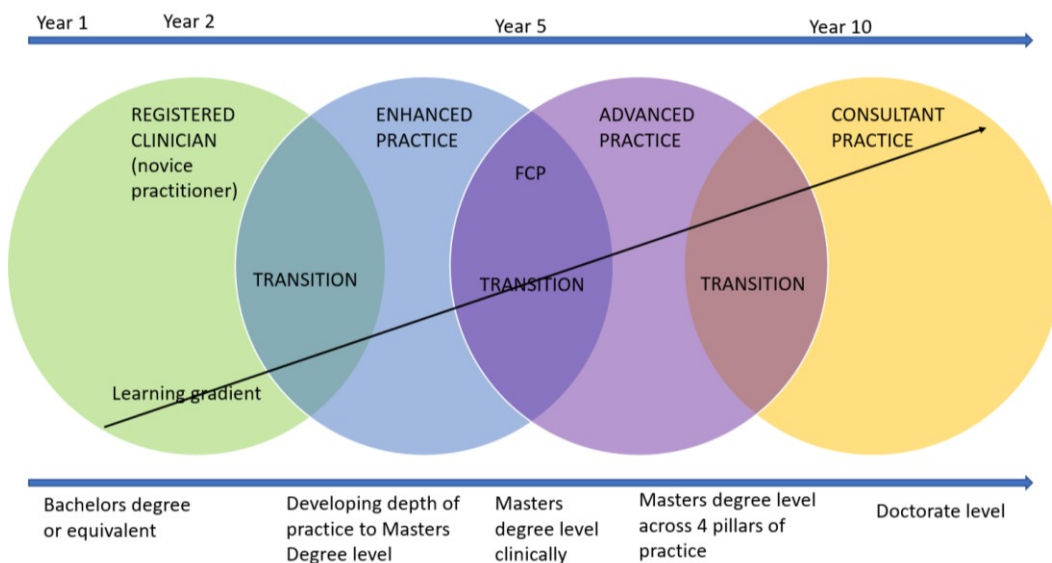 Year 1
Year 2
Year 5
Year 10
REGISTERED
CLINICIAN
(novice
practitioner)
ENHANCED
PRACTICE
FCP
ADVANCED
PRACTICE
CONSULTANT
PRACTICE
TRANSITION
TRANSITION
TRANSITION
Learning gradient
Bachelors degree
or equivalent
Developing depth of
practice to Masters
Degree level
Masters
degree level
clinically
Masters degree level
across 4 pillars of
practice
Doctorate level